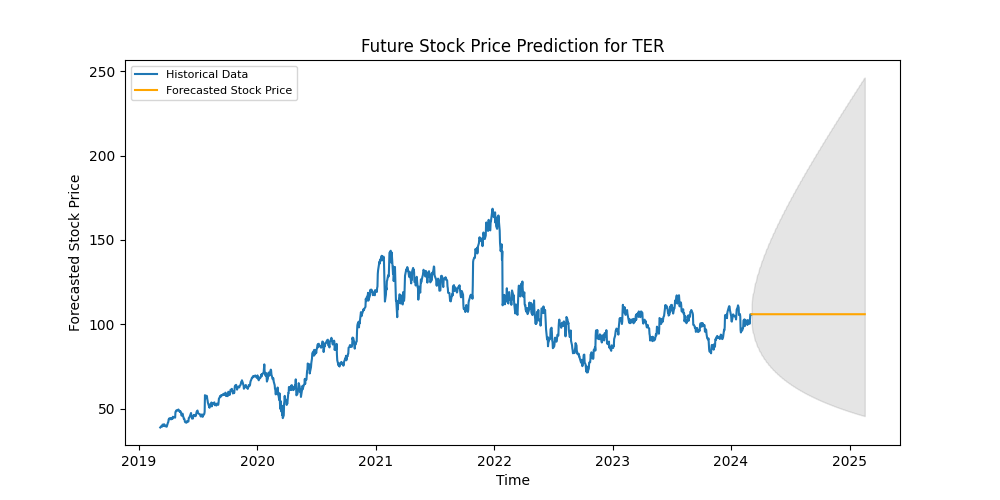 Future Stock Price Prediction for TER
Historical Data
Forecasted Stock Price
250
200
150
100
50
Forecasted Stock Price
2019 2020 2021 2022 2023 2024 2025
Time